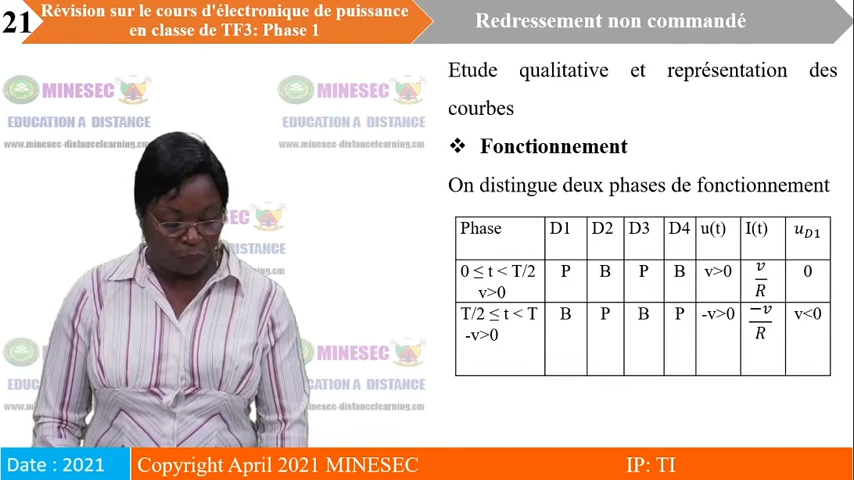 21
Révision sur le cours d'électronique de puissance
en classe de TF3: Phase 1
Redressement non commandé
MINESEC
EDUCATION A DISTANCE
www.minesec-distancelearning.cm
MINESEC
EDUCATION A DISTANCE
www.minesec-distancelearning.com
Etude qualitative et représentation des
courbes
❖ Fonctionnement
On distingue deux phases de fonctionnement
Phase D1 D2 D3 D4 u(t) I(t) u_D1
0 ≤ t < T/2 P B P B v>0 v/R 0
v>0
T/2 ≤ t < T B P B P -v>0 −v/R v<0
-v>0
MINESEC
Date : 2021
Copyright April 2021 MINESEC
IP: TI